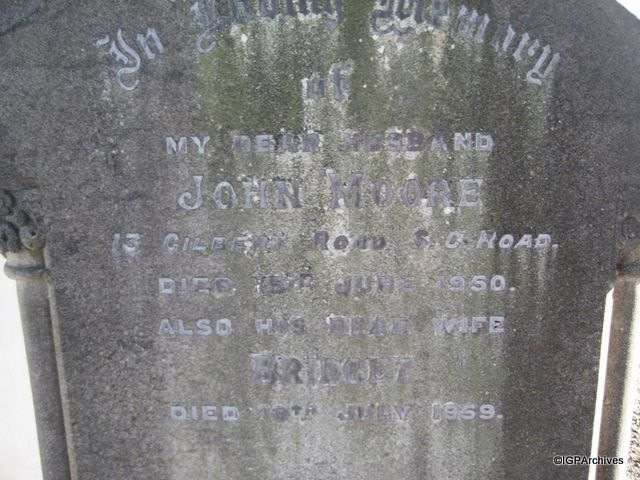 In Loving Memory
of
MY DEAR HUSBAND
JOHN MOORE
13 GILBERT ROAD, S.C. ROAD.
DIED 15TH JUNE 1950.
ALSO HIS DEAR WIFE
BRIDGET
DIED JULY 1959.
©IGPArchives